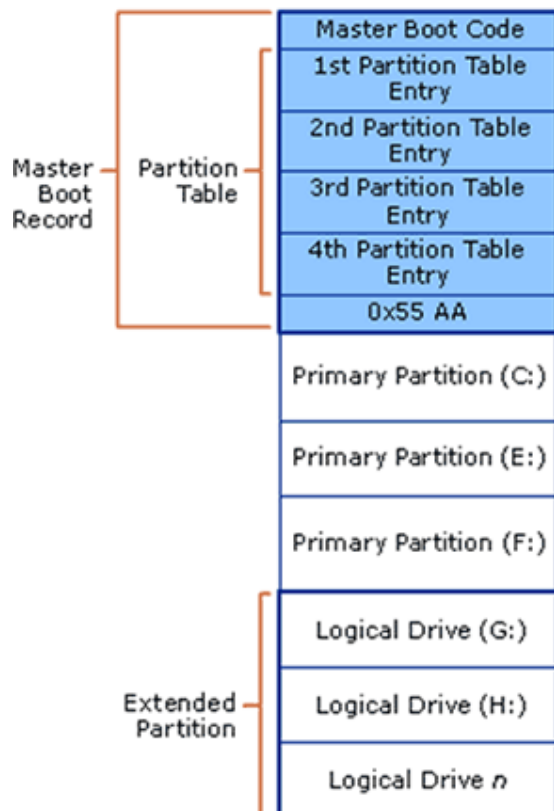 Master Boot Code
1st Partition Table
Entry
2nd Partition Table
Entry
3rd Partition Table
Entry
4th Partition Table
Entry
0x55 AA
Master
Boot
Record
Partition
Table
Primary Partition (C:)
Primary Partition (E:)
Primary Partition (F:)
Logical Drive (G:)
Logical Drive (H:)
Logical Drive n
Extended
Partition